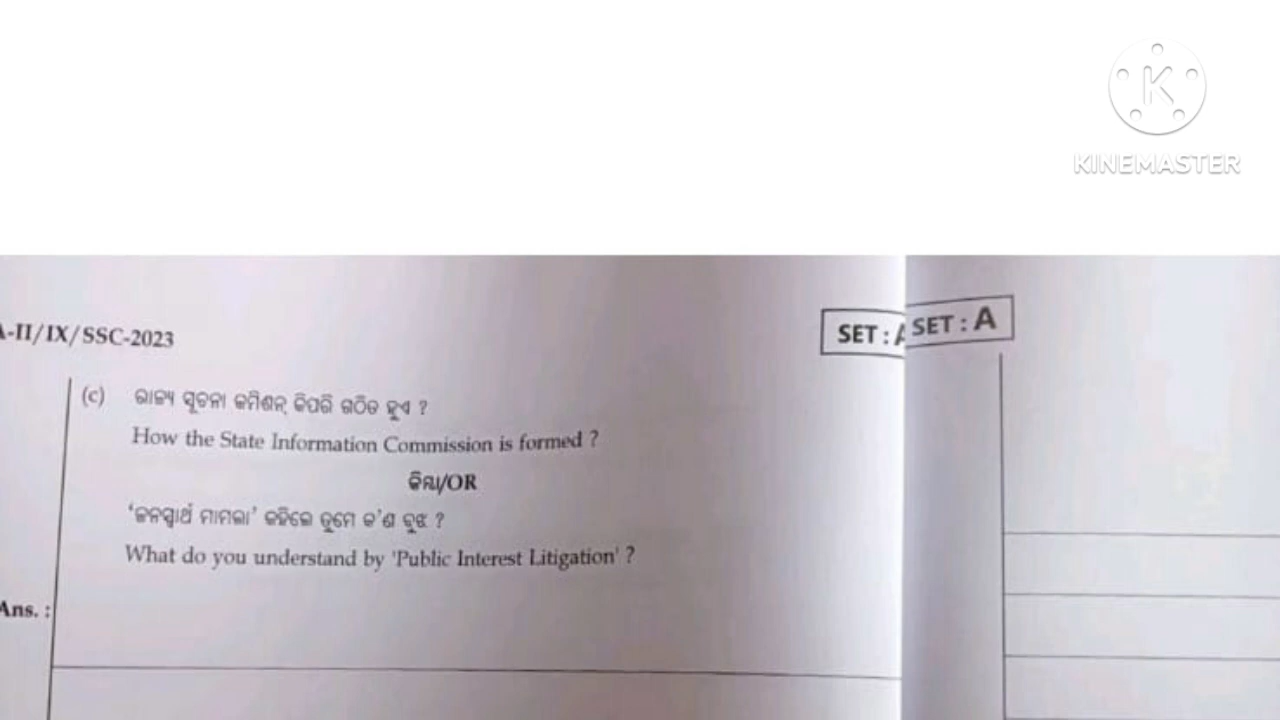 KINEMASTER
A-II/IX/SSC-2023
SET : A
SET : A
(c) ରାଜ୍ୟ ସୂଚନା କମିଶନ୍ କିପରି ଗଠିତ ହୁଏ ?
How the State Information Commission is formed ?
କିମ୍ବା/OR
'ଜନସ୍ୱାର୍ଥ ମାମଲା' କହିଲେ ତୁମେ କ'ଣ ବୁଝ ?
What do you understand by 'Public Interest Litigation' ?
Ans. :